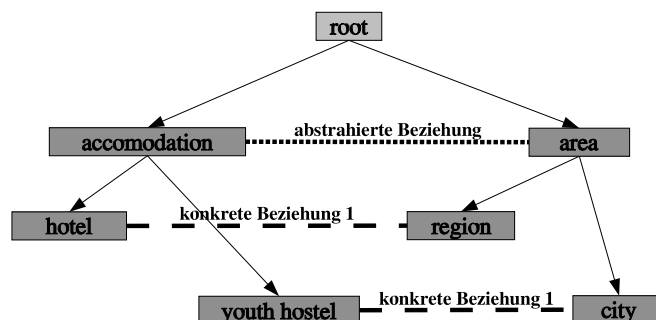 root
abstrahierte Beziehung
accomodation
area
konkrete Beziehung 1
hotel
region
konkrete Beziehung 1
youth hostel
city